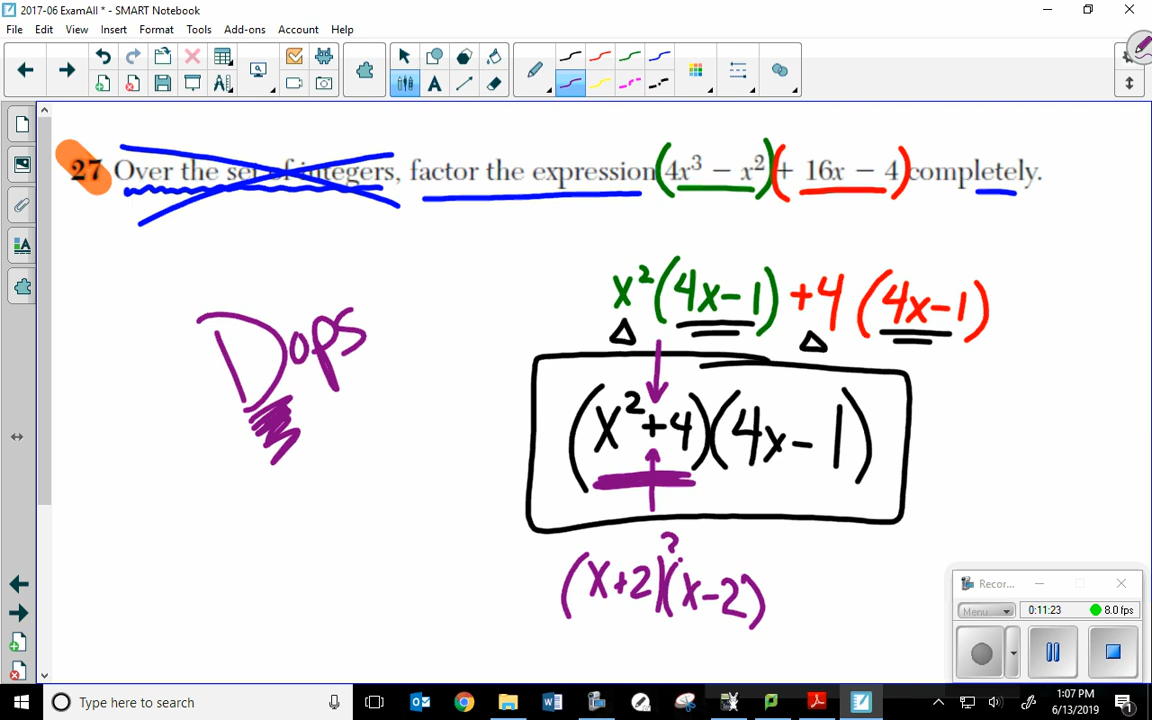 2017-06 ExamAll * - SMART Notebook
File Edit View Insert Format Tools Add-ons Account Help
27 Over the set of integers, factor the expression (4x³ − x²) (+ 16x − 4) completely.
x²(4x−1) +4(4x−1)
Dops
(x²+4)(4x−1)
?
(x+2)(x−2)
Recor...
Menu 0:11:23 8.0 fps
Type here to search
1:07 PM
6/13/2019
1